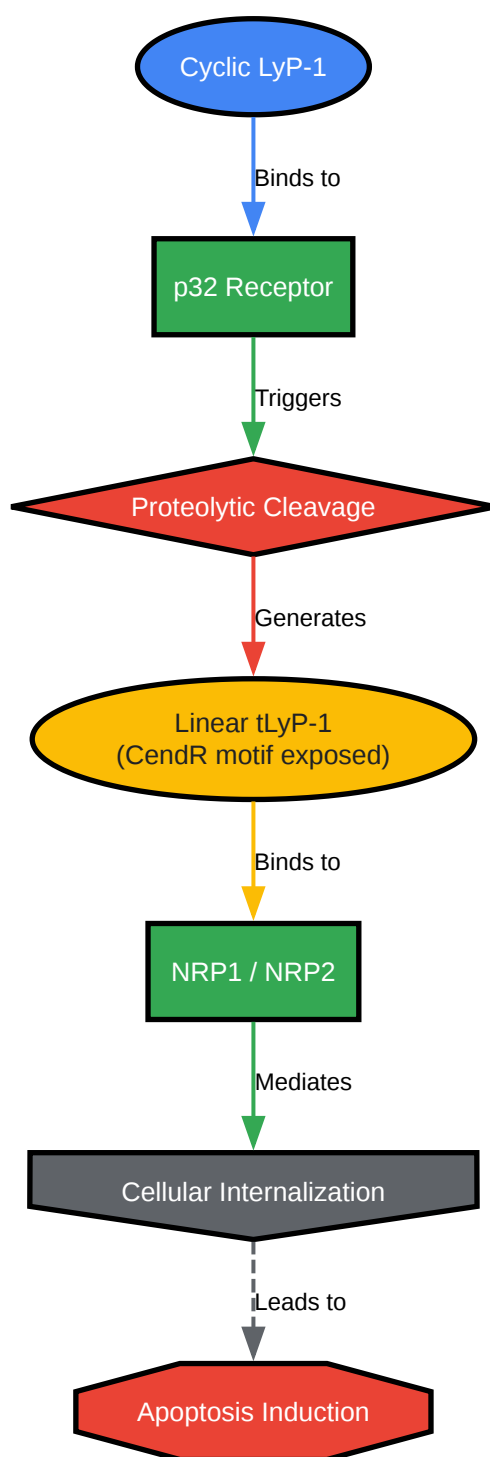 Cyclic LyP-1
Binds to
p32 Receptor
Triggers
Proteolytic Cleavage
Generates
Linear tLyP-1
(CendR motif exposed)
Binds to
NRP1 / NRP2
Mediates
Cellular Internalization
Leads to
Apoptosis Induction